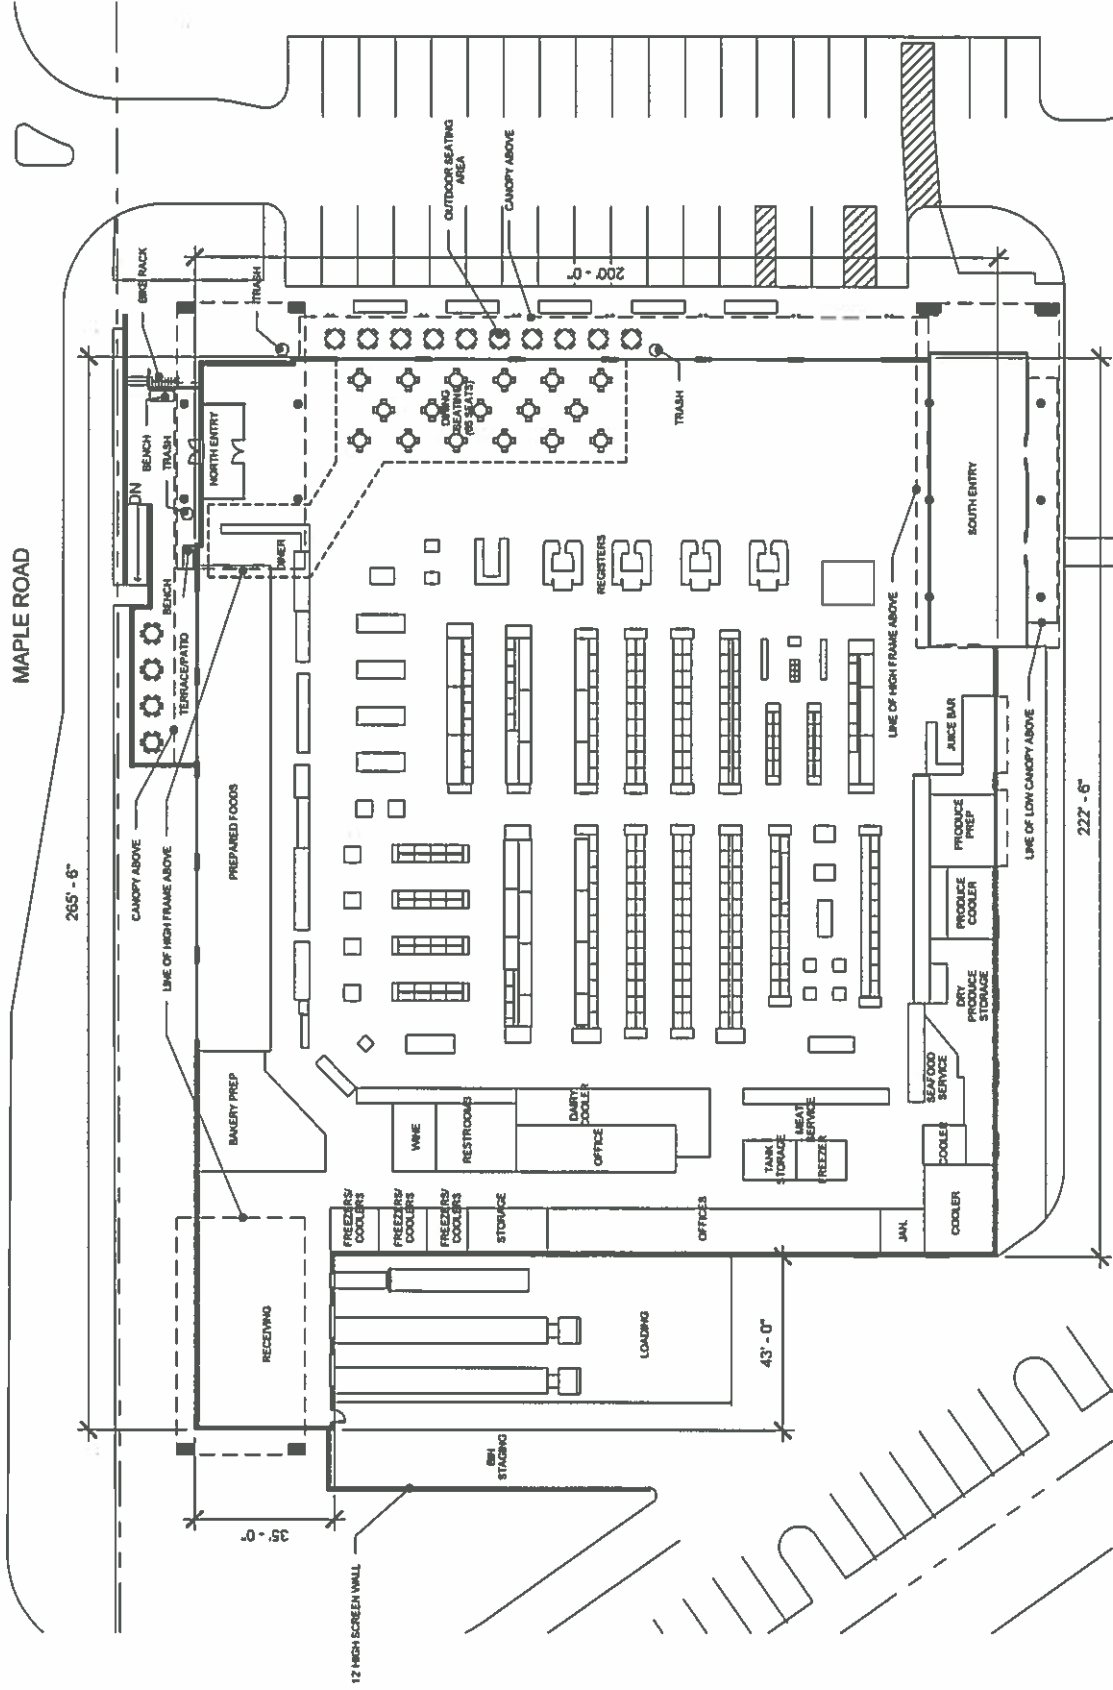 MAPLE ROAD
265' - 6"
BIKE RACK
BENCH
TRASH
DN
BENCH
TERRACE/PATIO
CANOPY ABOVE
LINE OF HIGH FRAME ABOVE
NORTH ENTRY
TRASH
OUTDOOR SEATING
AREA
CANOPY ABOVE
200' - 0"
DINING
SEATING
(65 SEATS)
TRASH
DINER
PREPARED FOODS
BAKERY PREP
REGISTERS
LINE OF HIGH FRAME ABOVE
SOUTH ENTRY
LINE OF LOW CANOPY ABOVE
222' - 6"
JUICE BAR
PRODUCE
PREP
PRODUCE
COOLER
DRY
PRODUCE
STORAGE
SEAFOOD
SERVICE
COOLER
COOLER
WINE
RESTROOMS
DAIRY
COOLER
OFFICE
MEAT
SERVICE
TANK
STORAGE
FREEZER
FREEZERS/
COOLERS
FREEZERS/
COOLERS
FREEZERS/
COOLERS
STORAGE
OFFICES
JAN.
RECEIVING
LOADING
43' - 0"
BIN
STAGING
35' - 0"
12 HIGH SCREEN WALL